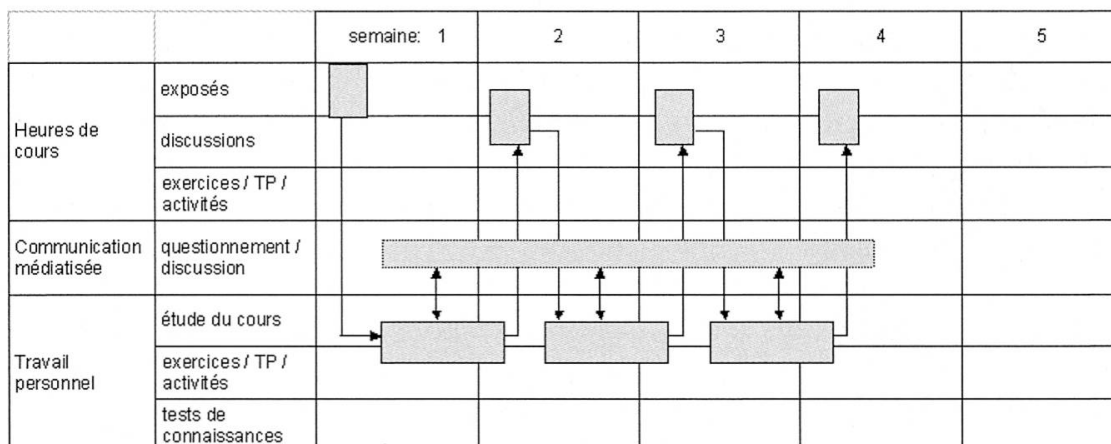 semaine: 1 2 3 4 5
exposés
Heures de
cours
discussions
exercices / TP /
activités
Communication
médiatisée
questionnement /
discussion
étude du cours
Travail
personnel
exercices / TP /
activités
tests de
connaissances